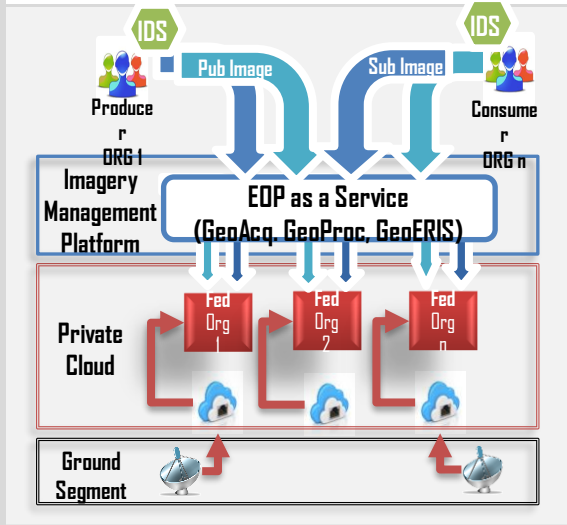 IDS
IDS
Pub Image
Sub Image
Produce
r
ORG 1
Consume
r
ORG n
Imagery
Management
Platform
EOP as a Service
(GeoAcq. GeoProc, GeoERIS)
Fed
Org
1
Fed
Org
2
Fed
Org
n
Private
Cloud
Ground
Segment